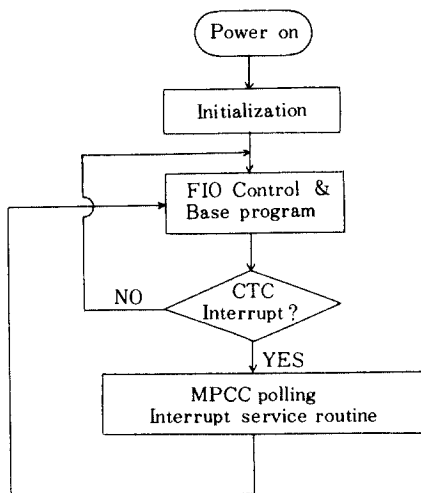 Power on
Initialization
FIO Control &
Base program
CTC
Interrupt?
NO
YES
MPCC polling
Interrupt service routine